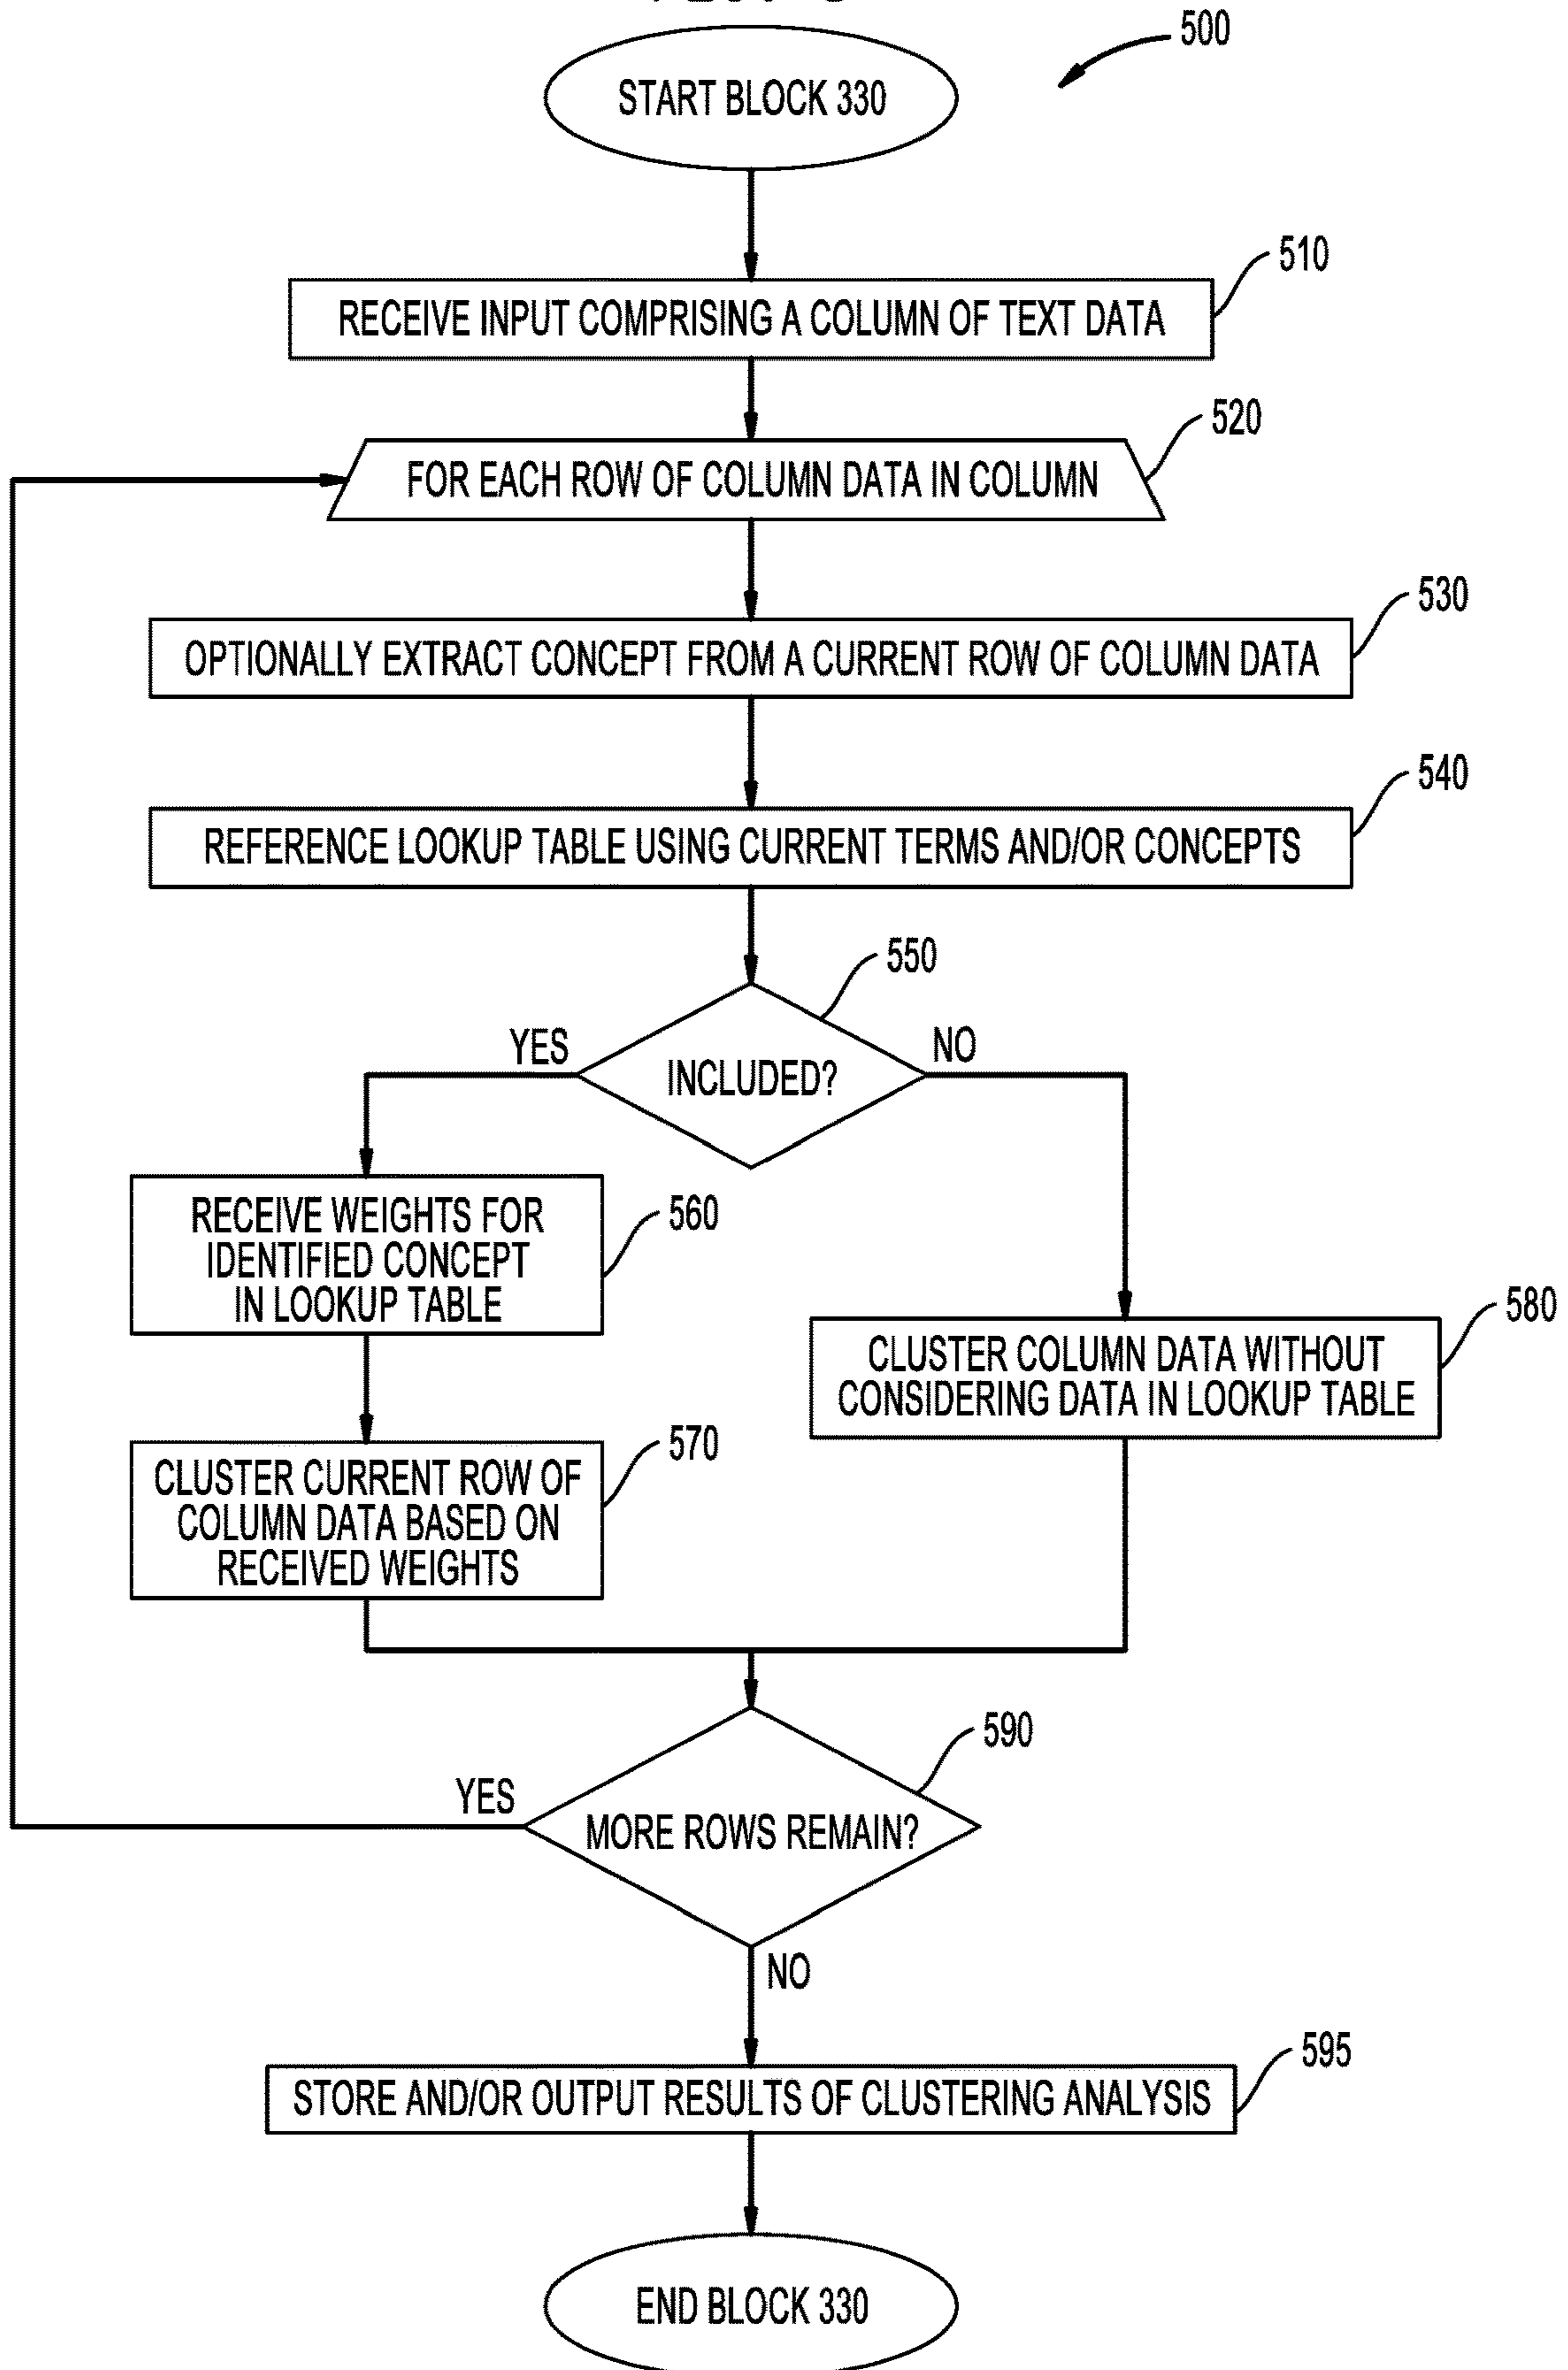 500
START BLOCK 330
510
RECEIVE INPUT COMPRISING A COLUMN OF TEXT DATA
520
FOR EACH ROW OF COLUMN DATA IN COLUMN
530
OPTIONALLY EXTRACT CONCEPT FROM A CURRENT ROW OF COLUMN DATA
540
REFERENCE LOOKUP TABLE USING CURRENT TERMS AND/OR CONCEPTS
550
YES
NO
INCLUDED?
560
RECEIVE WEIGHTS FOR
IDENTIFIED CONCEPT
IN LOOKUP TABLE
580
CLUSTER COLUMN DATA WITHOUT
CONSIDERING DATA IN LOOKUP TABLE
570
CLUSTER CURRENT ROW OF
COLUMN DATA BASED ON
RECEIVED WEIGHTS
590
YES
MORE ROWS REMAIN?
NO
595
STORE AND/OR OUTPUT RESULTS OF CLUSTERING ANALYSIS
END BLOCK 330